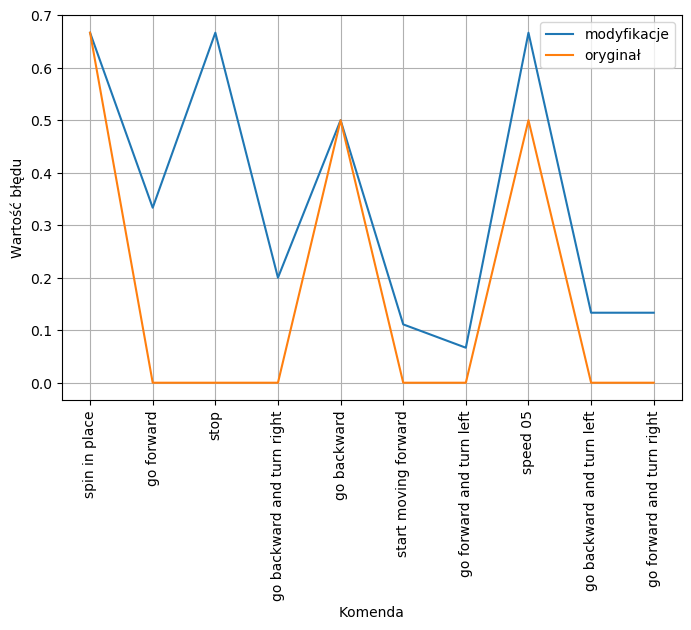 0.7
0.6
0.5
0.4
0.3
0.2
0.1
0.0
Wartość błędu
modyfikacje
oryginał
spin in place
go forward
stop
go backward and turn right
go backward
start moving forward
go forward and turn left
speed 05
go backward and turn left
go forward and turn right
Komenda